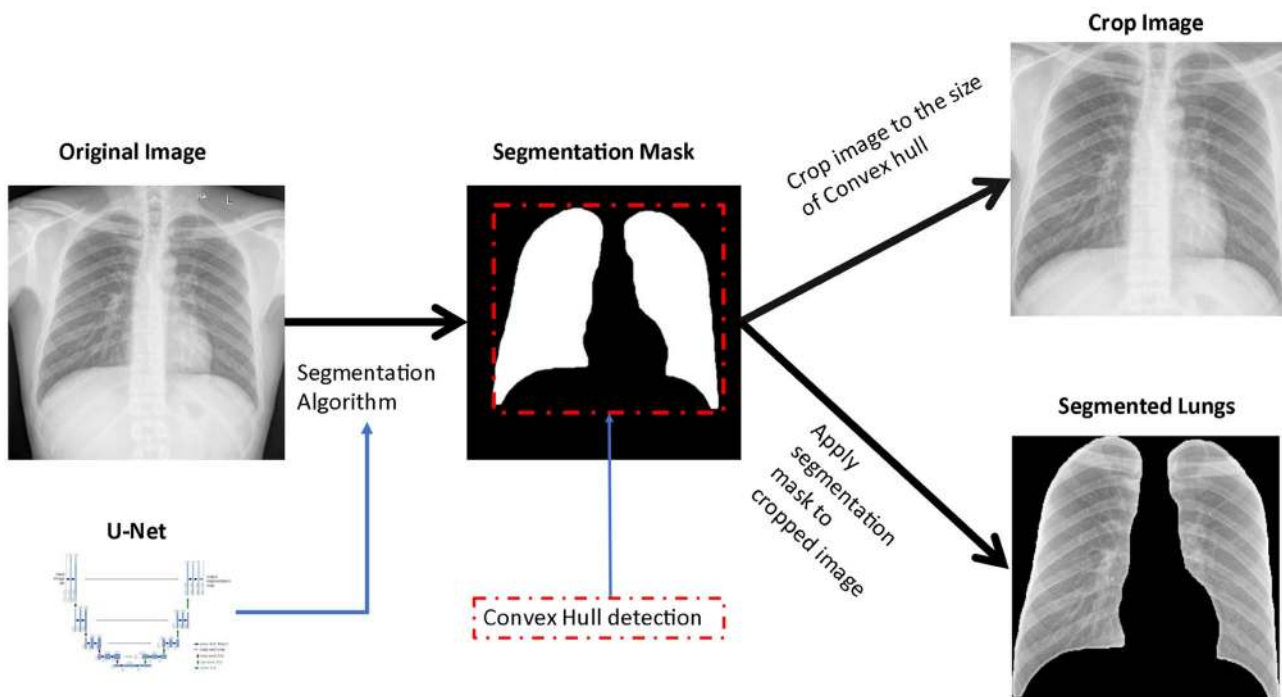 Crop Image
Original Image
Segmentation Mask
Crop image to the size
of Convex hull
L
Segmentation
Algorithm
Apply
segmentation
mask to
cropped image
Segmented Lungs
U-Net
Convex Hull detection